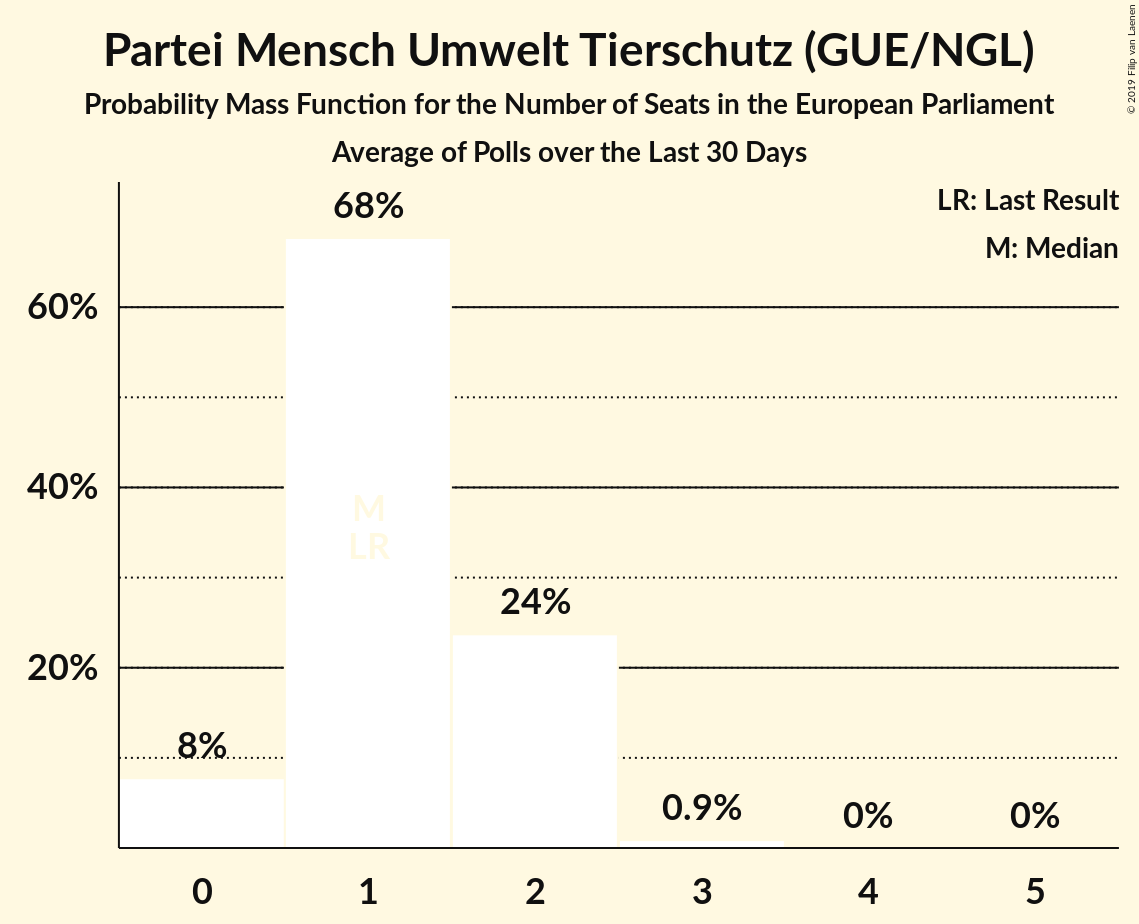 Partei Mensch Umwelt Tierschutz (GUE/NGL)
Probability Mass Function for the Number of Seats in the European Parliament
Average of Polls over the Last 30 Days
© 2019 Filip van Laenen
LR: Last Result
M: Median
68%
60%
40%
M
LR
24%
20%
8%
0.9%
0%
0%
0
1
2
3
4
5